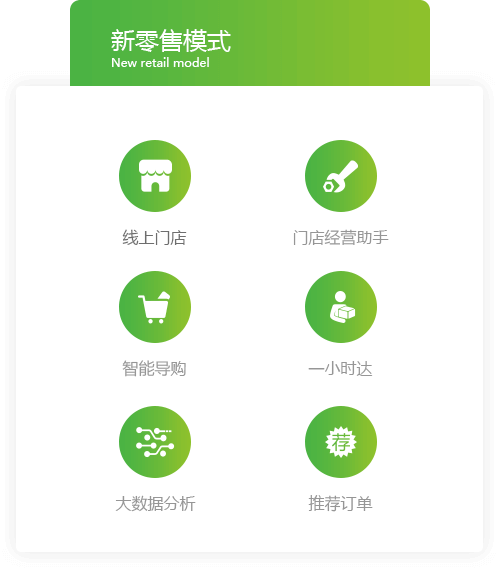 新零售模式
New retail model
线上门店
门店经营助手
智能导购
一小时达
荐
大数据分析
推荐订单